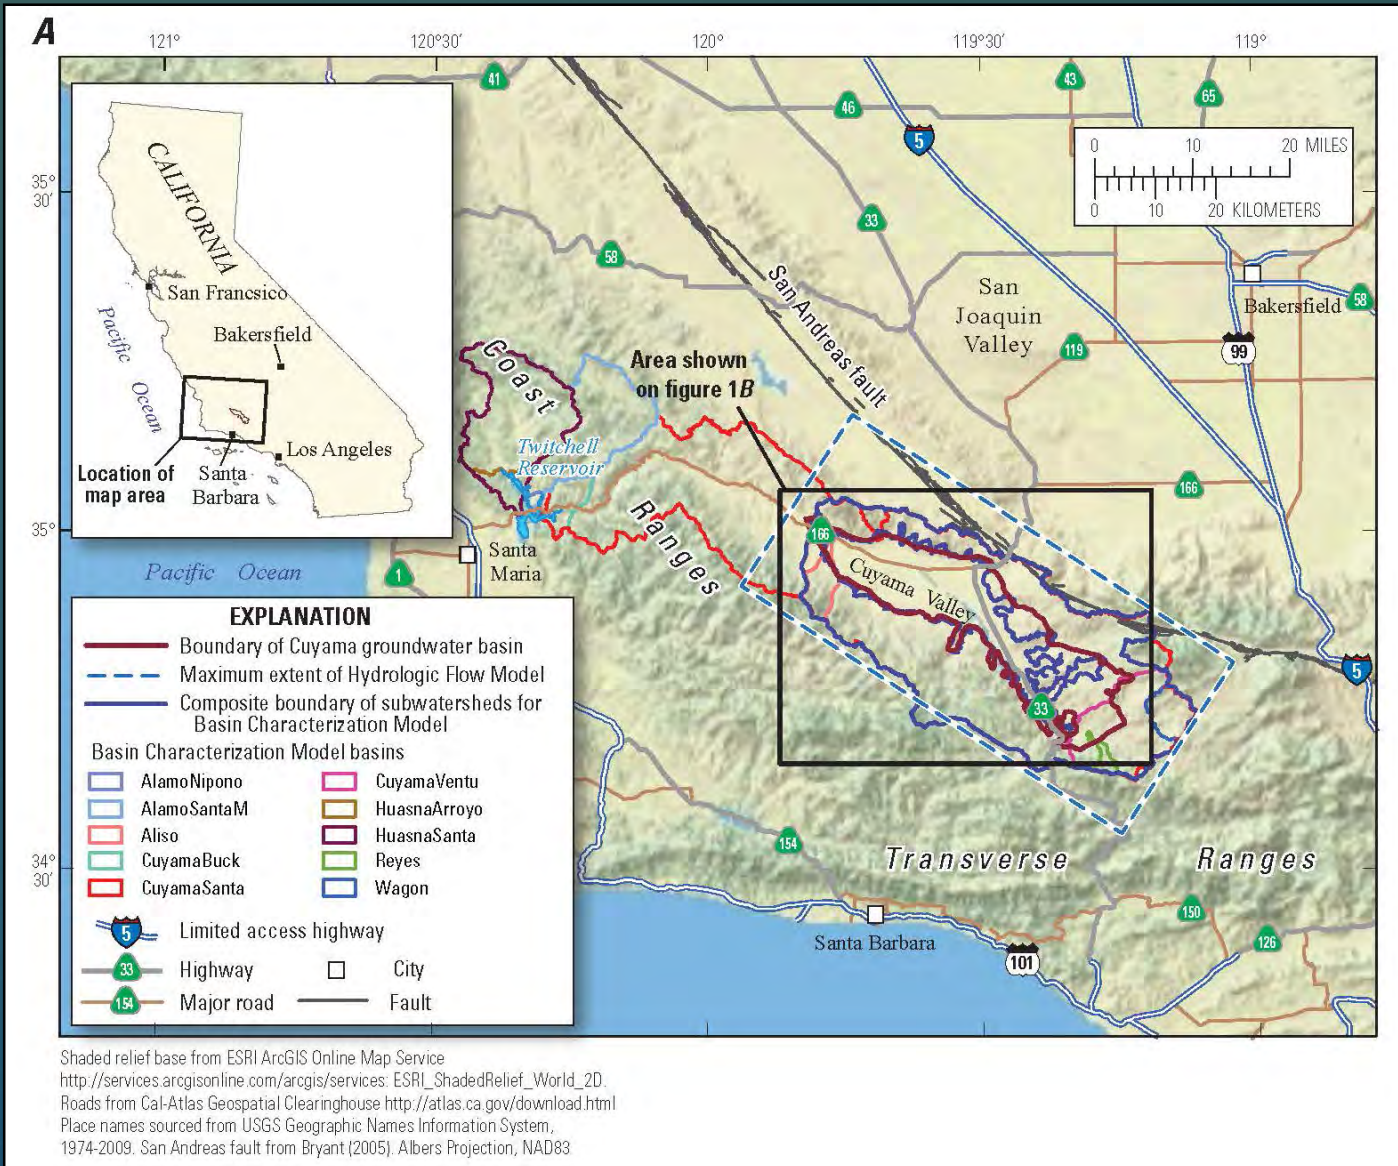 A
121°
120°30'
120°
119°30'
119°
41
46
43
65
5
0 10 20 MILES
0 10 20 KILOMETERS
35°
30'
CALIFORNIA
San Francsico
Pacific Ocean
Bakersfield
Los Angeles
Location of
map area
Santa
Barbara
33
58
San Andreas fault
San
Joaquin
Valley
Bakersfield
58
119
99
Coast
Area shown
on figure 1B
Twitchell
Reservoir
166
Ranges
35°
166
Santa
Maria
Cuyama Valley
Pacific Ocean
1
5
33
EXPLANATION
Boundary of Cuyama groundwater basin
Maximum extent of Hydrologic Flow Model
Composite boundary of subwatersheds for
Basin Characterization Model
Basin Characterization Model basins
AlamoNipono
AlamoSantaM
Aliso
CuyamaBuck
CuyamaSanta
CuyamaVentu
HuasnaArroyo
HuasnaSanta
Reyes
Wagon
5 Limited access highway
33 Highway
City
154 Major road
Fault
34°
30'
154
Transverse Ranges
150
Santa Barbara
101
126
Shaded relief base from ESRI ArcGIS Online Map Service
http://services.arcgisonline.com/arcgis/services: ESRI_ShadedRelief_World_2D.
Roads from Cal-Atlas Geospatial Clearinghouse http://atlas.ca.gov/download.html
Place names sourced from USGS Geographic Names Information System,
1974-2009. San Andreas fault from Bryant (2005). Albers Projection, NAD83